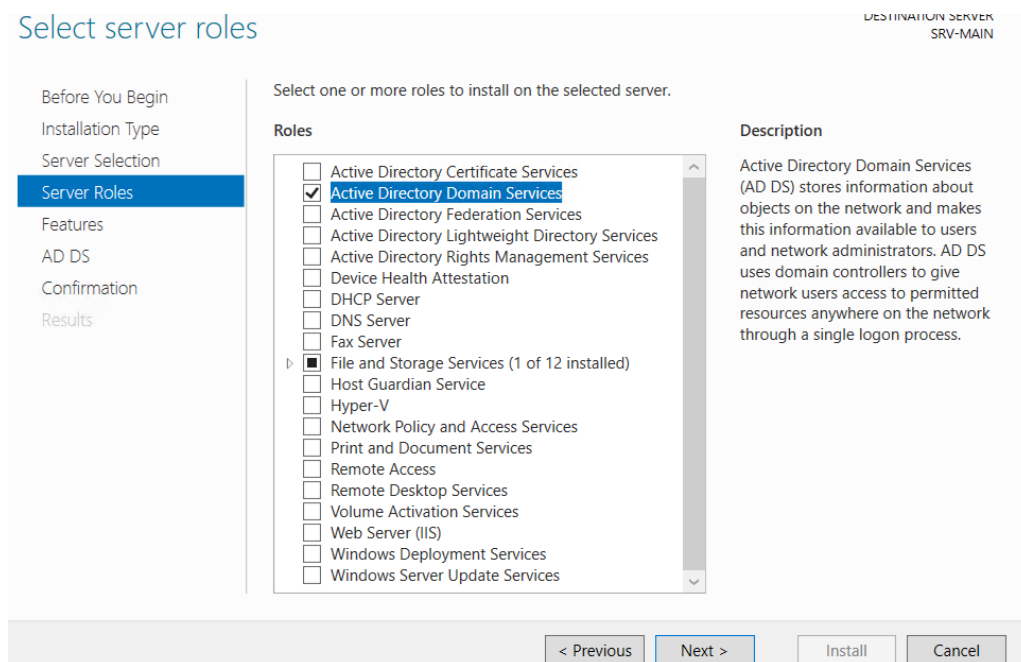 Select server roles
DESTINATION SERVER
SRV-MAIN
Before You Begin
Installation Type
Server Selection
Server Roles
Features
AD DS
Confirmation
Results
Select one or more roles to install on the selected server.
Roles
Active Directory Certificate Services
Active Directory Domain Services
Active Directory Federation Services
Active Directory Lightweight Directory Services
Active Directory Rights Management Services
Device Health Attestation
DHCP Server
DNS Server
Fax Server
File and Storage Services (1 of 12 installed)
Host Guardian Service
Hyper-V
Network Policy and Access Services
Print and Document Services
Remote Access
Remote Desktop Services
Volume Activation Services
Web Server (IIS)
Windows Deployment Services
Windows Server Update Services
Description
Active Directory Domain Services
(AD DS) stores information about
objects on the network and makes
this information available to users
and network administrators. AD DS
uses domain controllers to give
network users access to permitted
resources anywhere on the network
through a single logon process.
< Previous
Next >
Install
Cancel